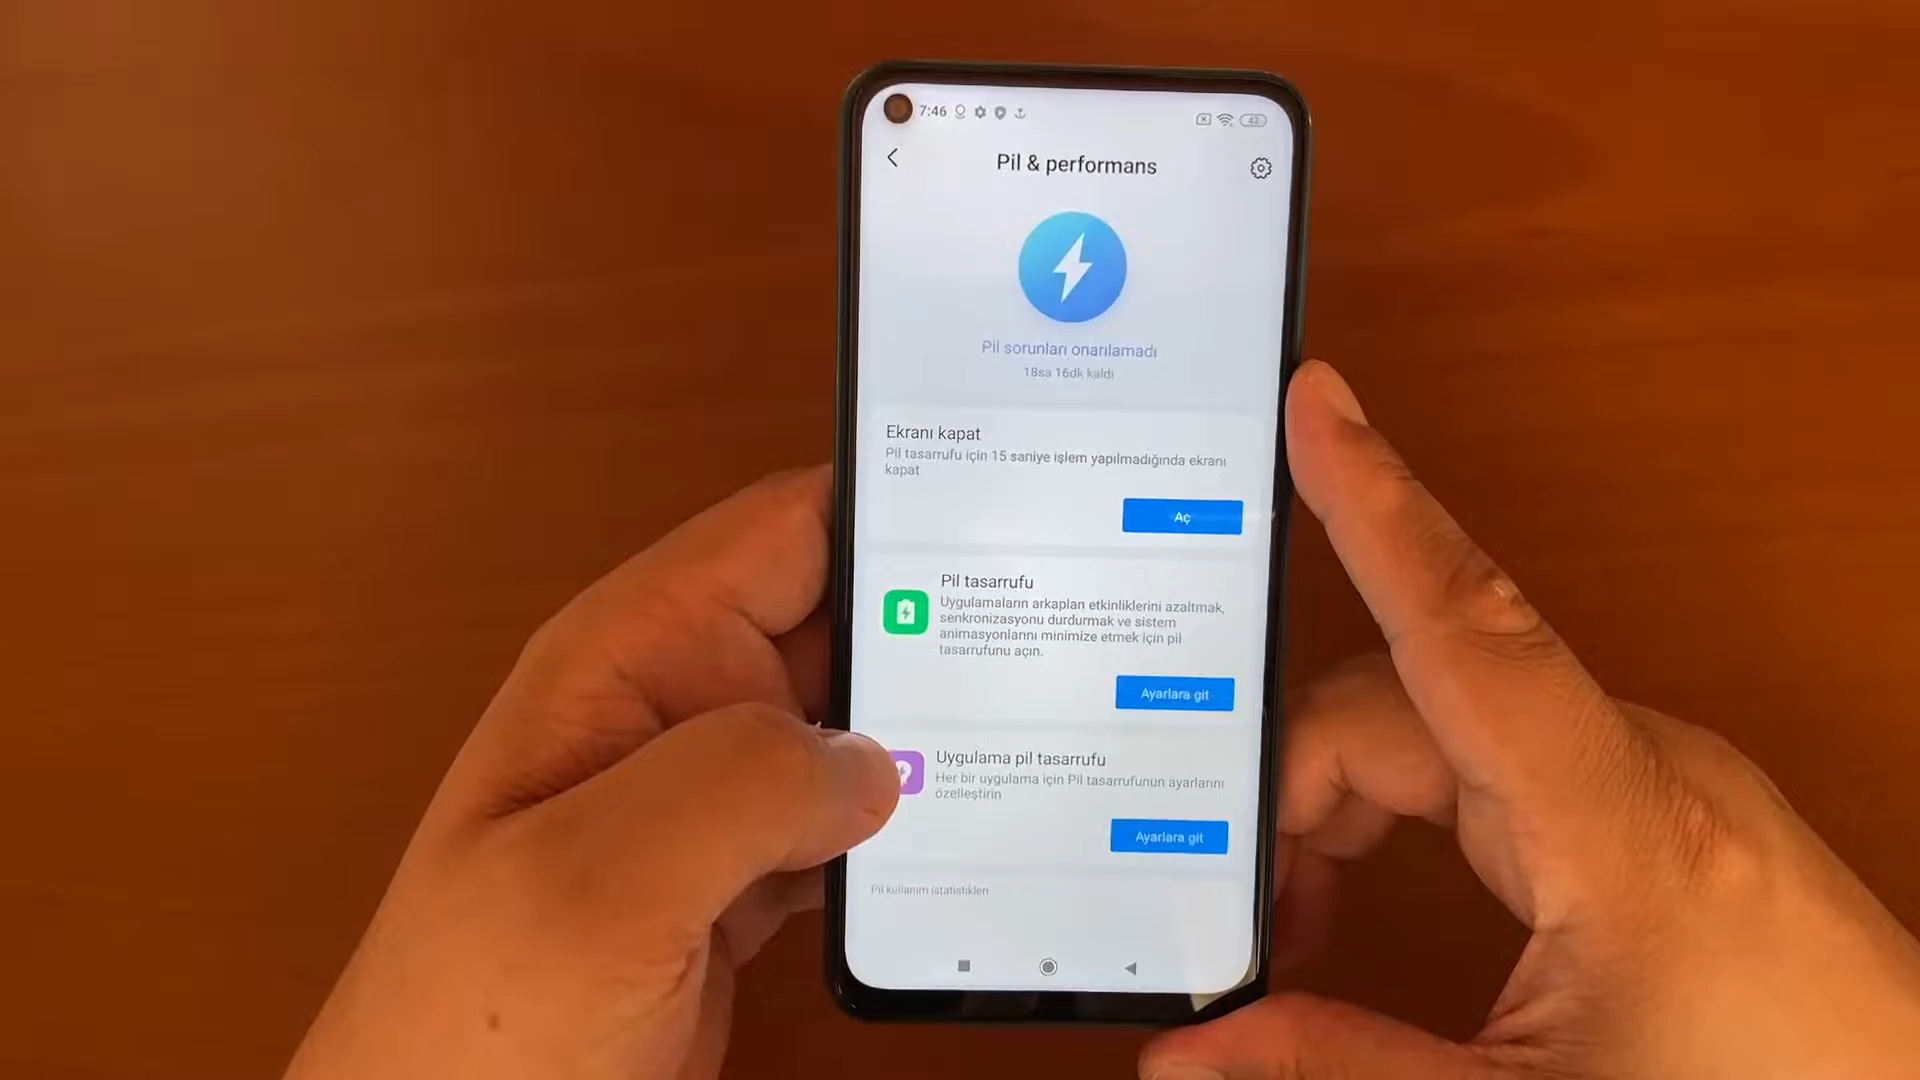 7:46
42
Pil & performans
Pil sorunları onarılamadı
18sa 16dk kaldı
Ekranı kapat
Pil tasarrufu için 15 saniye işlem yapılmadığında ekranı
kapat
Aç
Pil tasarrufu
Uygulamaların arkaplan etkinliklerini azaltmak,
senkronizasyonu durdurmak ve sistem
animasyonlarını minimize etmek için pil
tasarrufunu açın.
Ayarlara git
Uygulama pil tasarrufu
Her bir uygulama için Pil tasarrufunun ayarlarını
özelleştirin
Ayarlara git
Pil kullanım istatistikleri